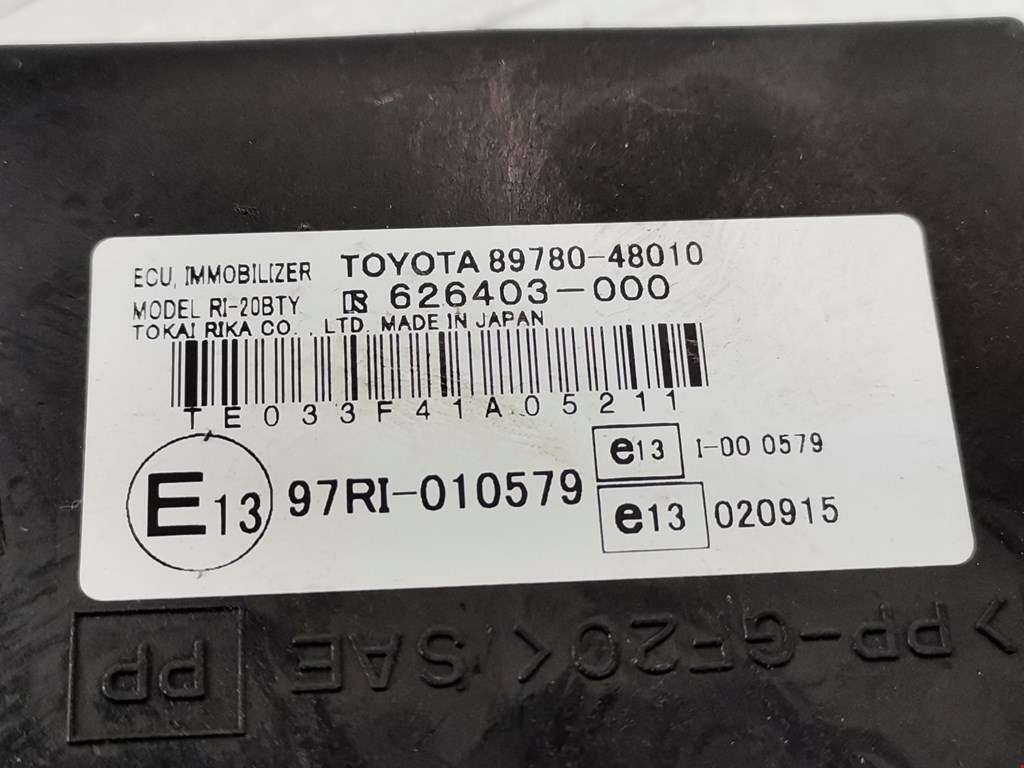 ECU, IMMOBILIZER TOYOTA 89780-48010
MODEL RI-20BTY 626403-000
TOKAI RIKA CO., LTD. MADE IN JAPAN
TE033F41A05211
E13 97RI-010579
e13 I-00 0579
e13 020915
>PP-GF20< /SAE PP